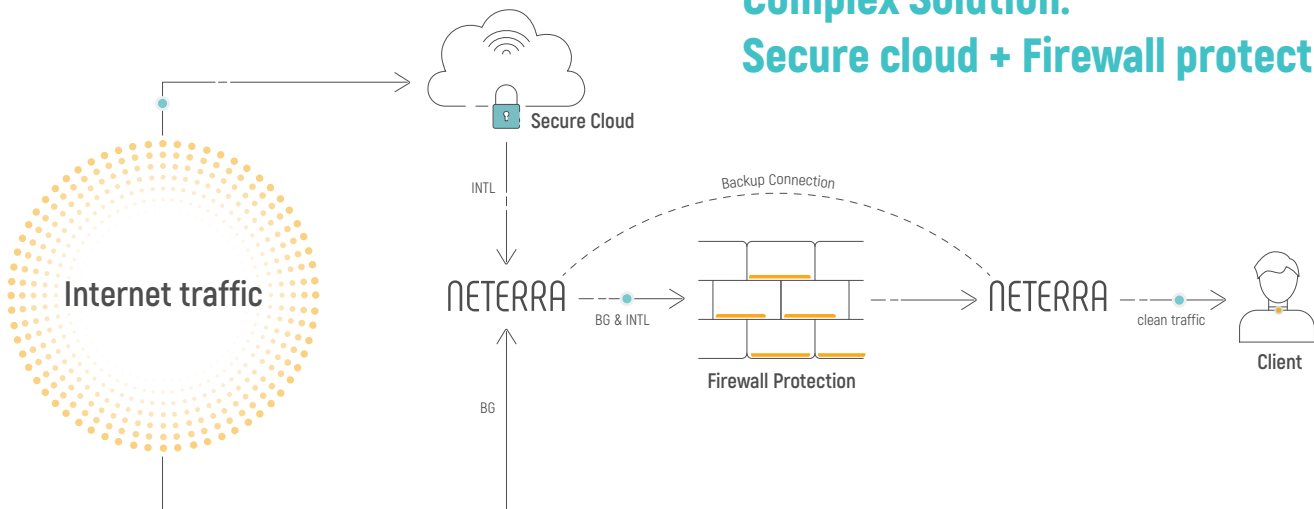 Complex Solution:
Secure cloud + Firewall protect
Secure Cloud
INTL
Backup Connection
Internet traffic
NETERRA
BG & INTL
NETERRA
clean traffic
Firewall Protection
Client
BG